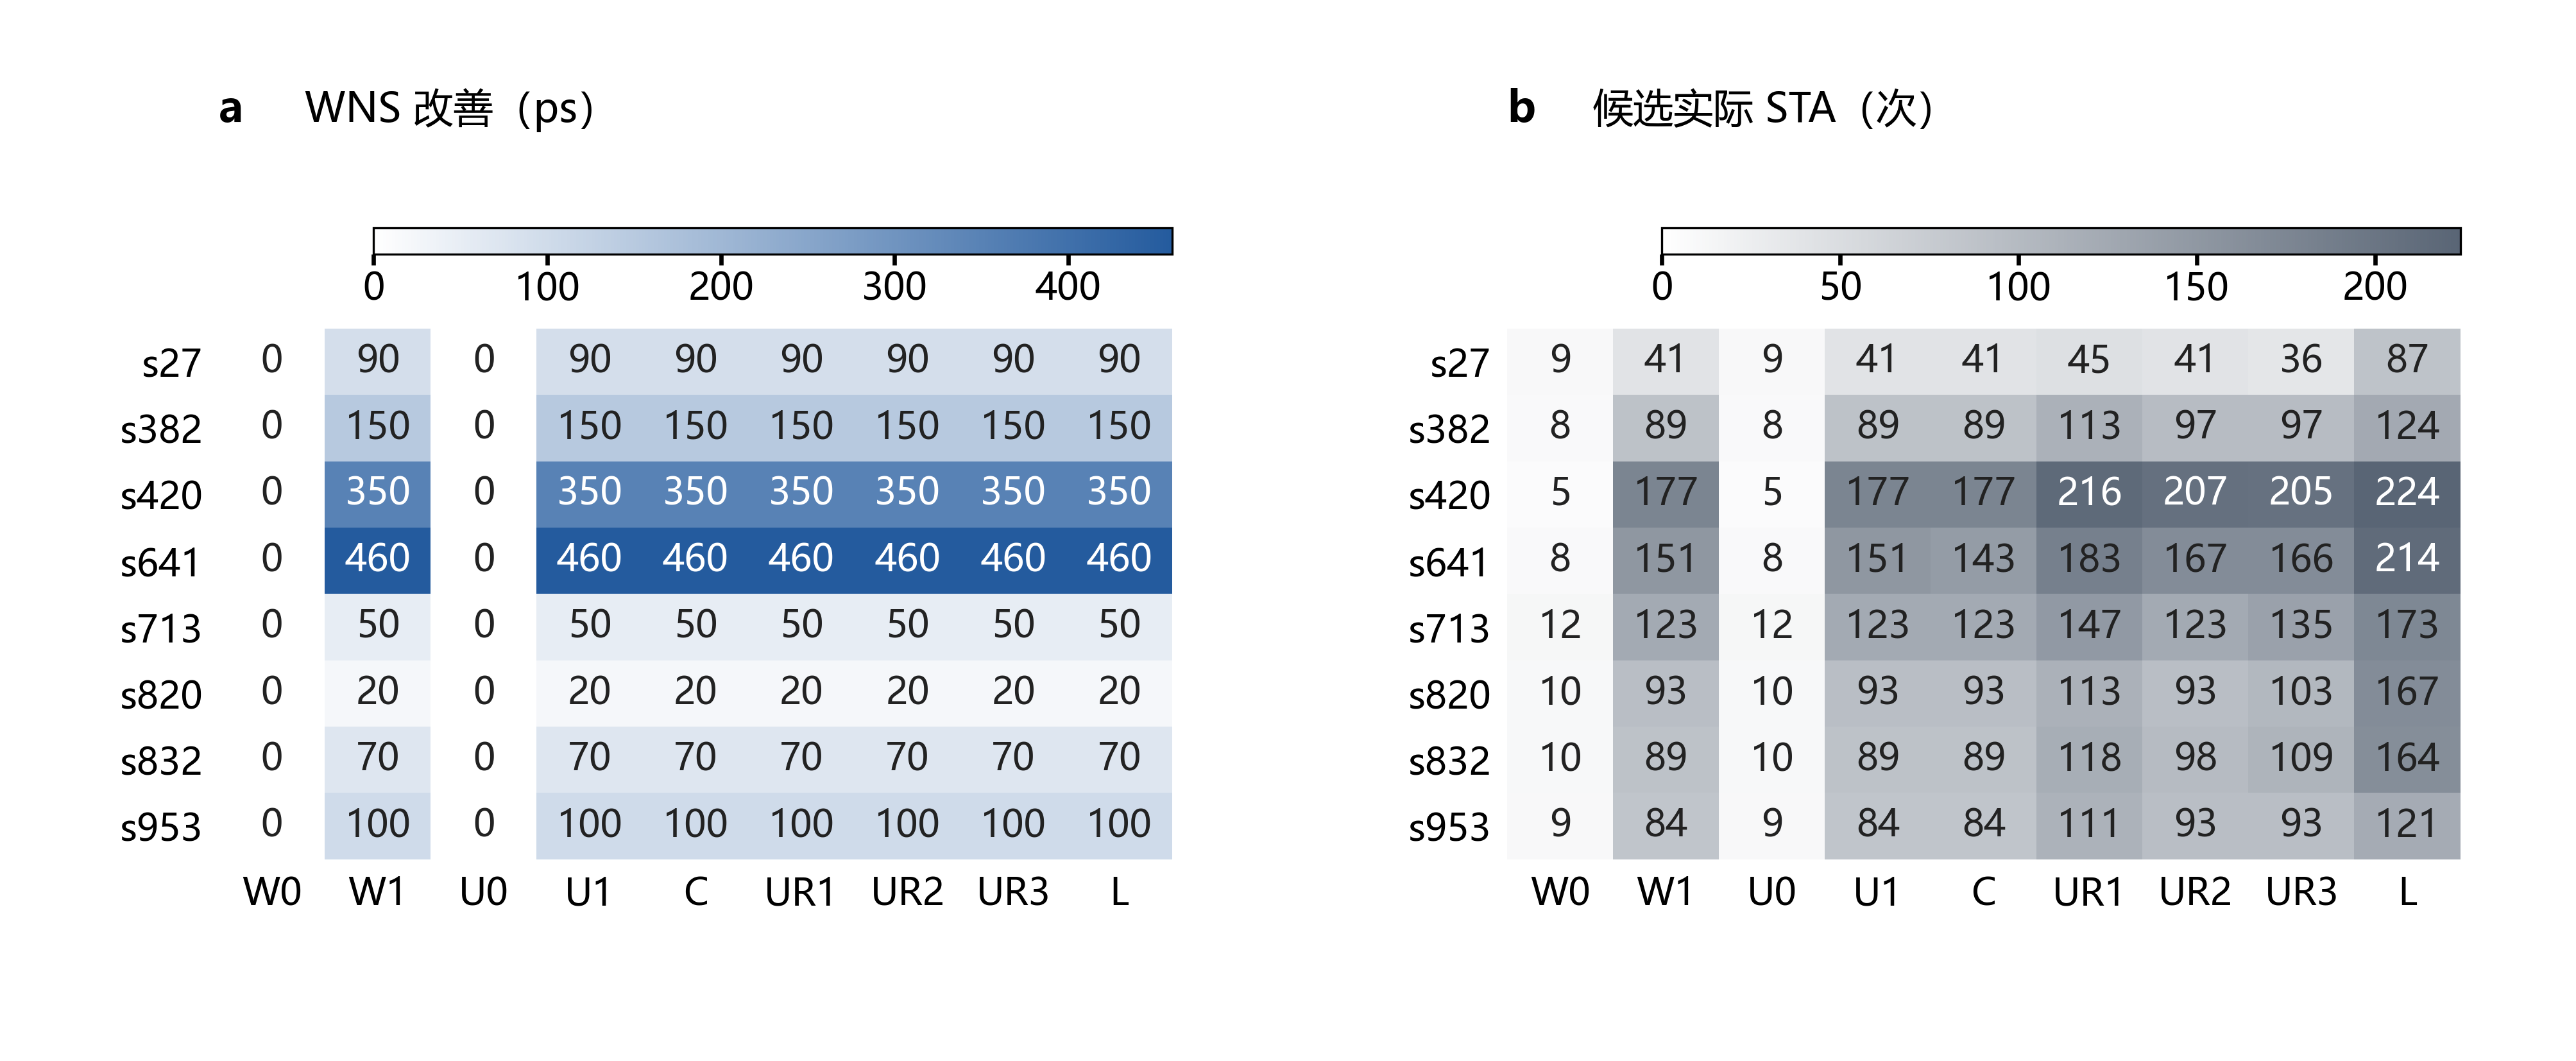 a WNS 改善（ps）
0 100 200 300 400
s27 0 90 0 90 90 90 90 90 90
s382 0 150 0 150 150 150 150 150 150
s420 0 350 0 350 350 350 350 350 350
s641 0 460 0 460 460 460 460 460 460
s713 0 50 0 50 50 50 50 50 50
s820 0 20 0 20 20 20 20 20 20
s832 0 70 0 70 70 70 70 70 70
s953 0 100 0 100 100 100 100 100 100
W0 W1 U0 U1 C UR1 UR2 UR3 L
b 候选实际 STA（次）
0 50 100 150 200
s27 9 41 9 41 41 45 41 36 87
s382 8 89 8 89 89 113 97 97 124
s420 5 177 5 177 177 216 207 205 224
s641 8 151 8 151 143 183 167 166 214
s713 12 123 12 123 123 147 123 135 173
s820 10 93 10 93 93 113 93 103 167
s832 10 89 10 89 89 118 98 109 164
s953 9 84 9 84 84 111 93 93 121
W0 W1 U0 U1 C UR1 UR2 UR3 L